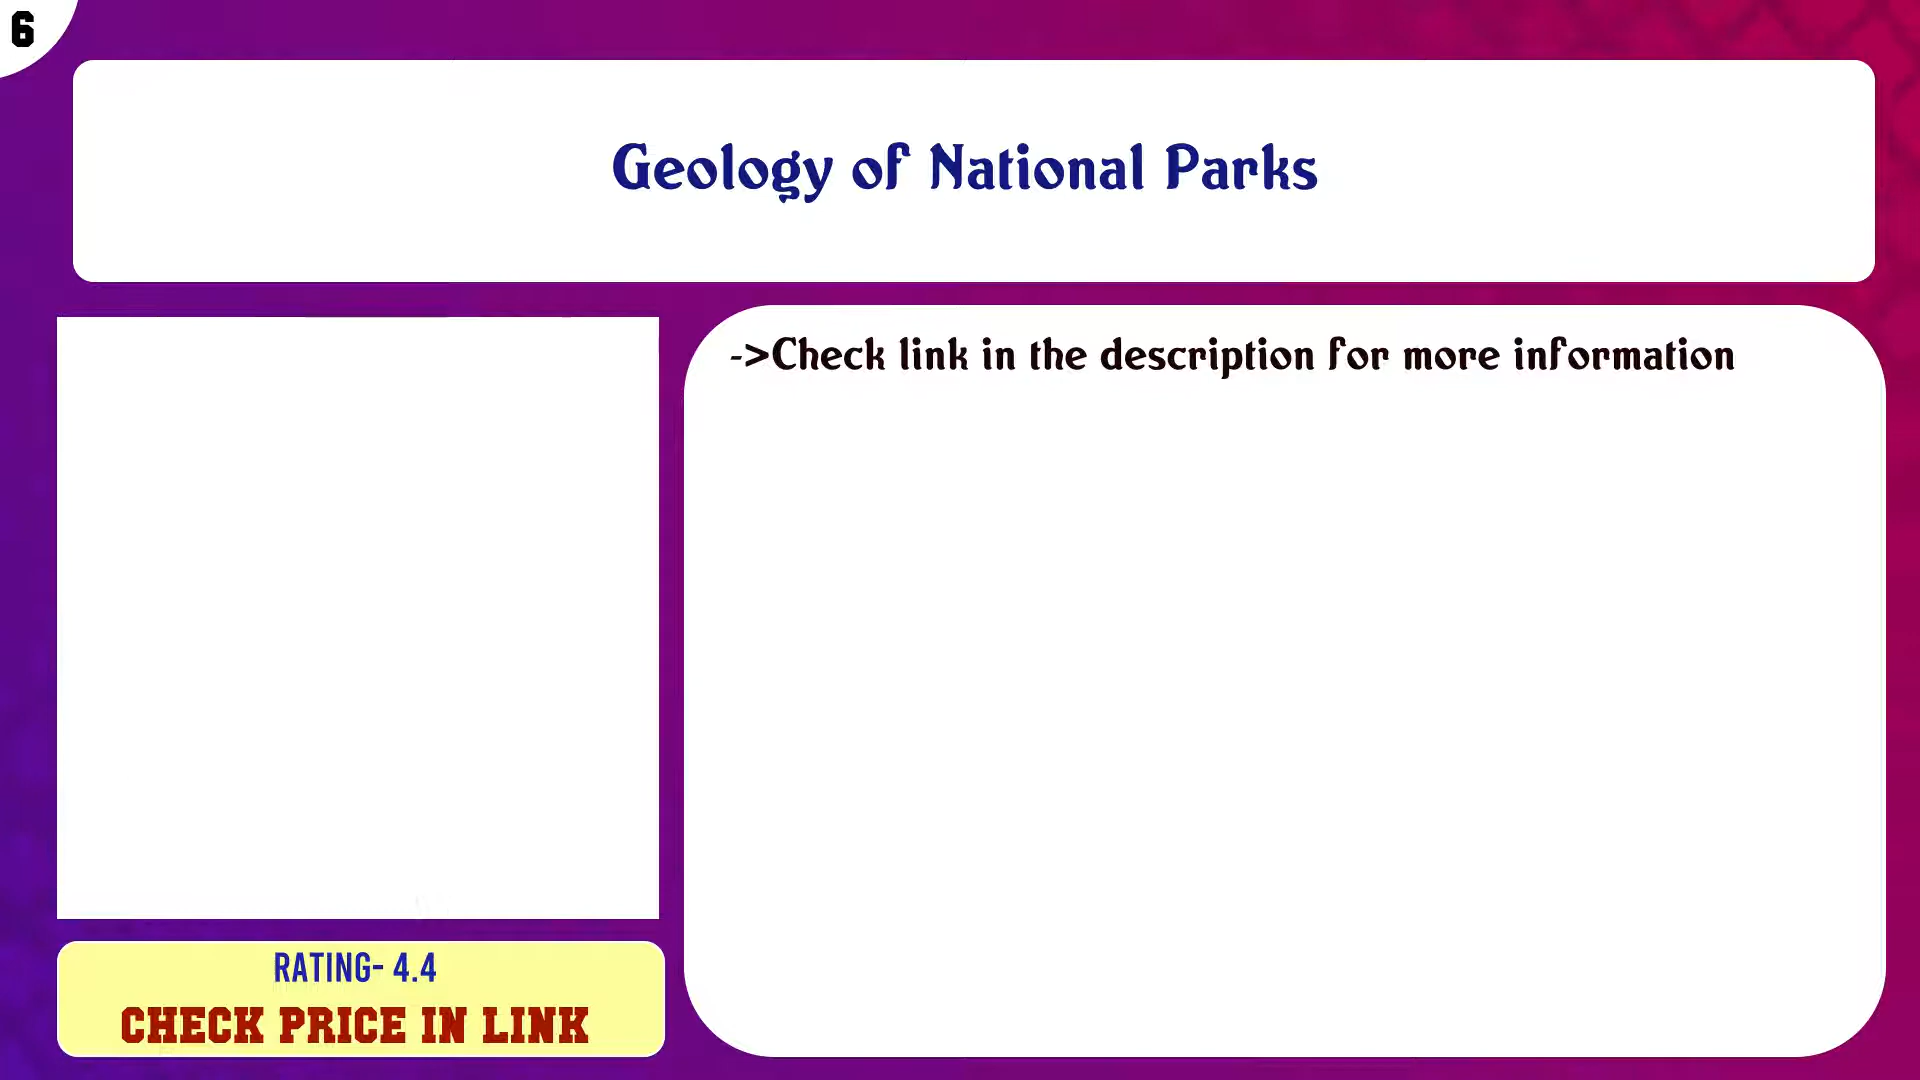 6
Geology of National Parks
->Check link in the description for more information
RATING- 4.4
CHECK PRICE IN LINK